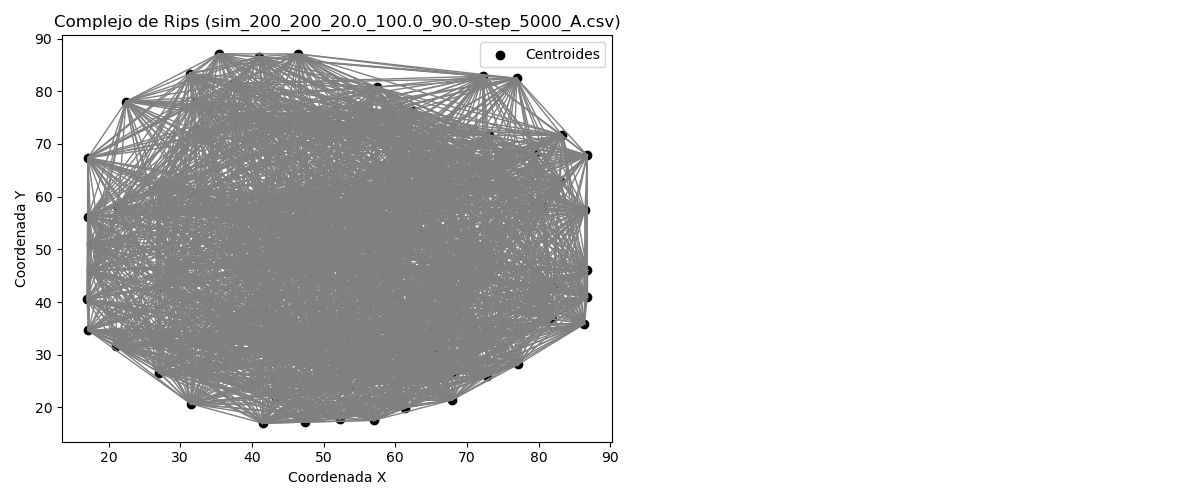 Complejo de Rips (sim_200_200_20.0_100.0_90.0-step_5000_A.csv)
Centroides
90
80
70
60
50
40
30
20
Coordenada Y
20 30 40 50 60 70 80 90
Coordenada X